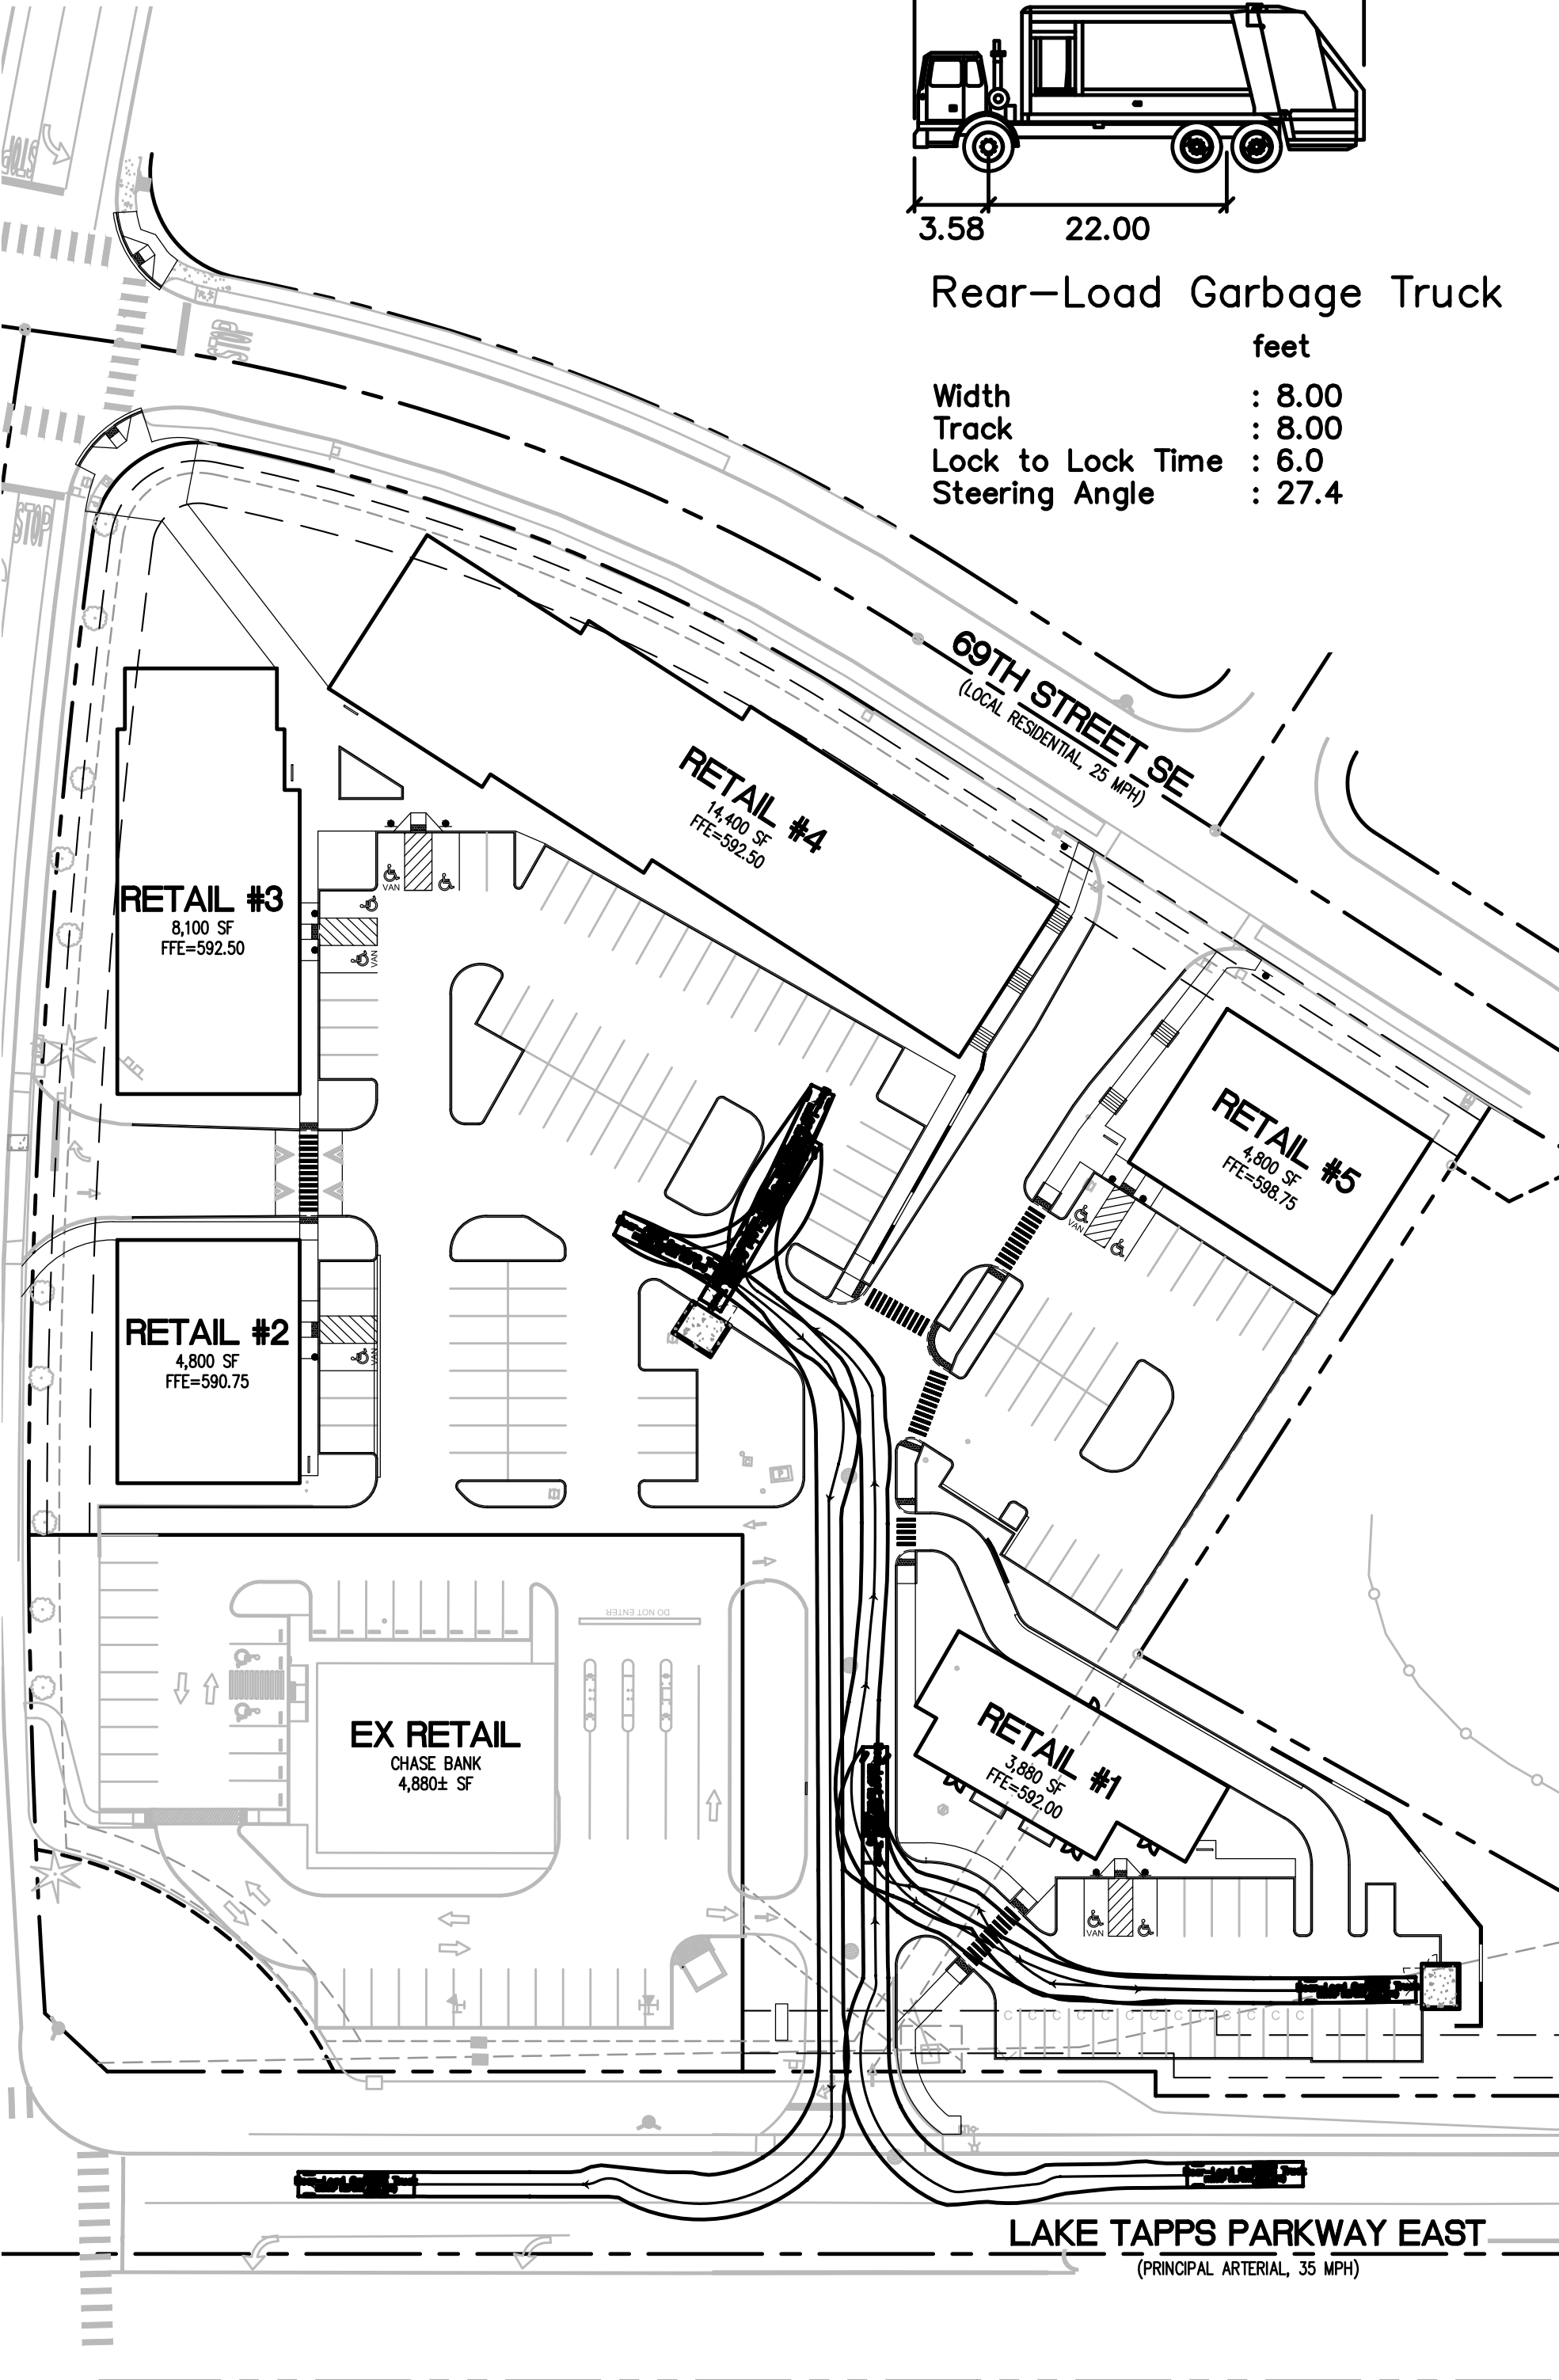 3.58 22.00
Rear-Load Garbage Truck
feet
Width : 8.00
Track : 8.00
Lock to Lock Time : 6.0
Steering Angle : 27.4
STOP
STOP
STOP
69TH STREET SE
(LOCAL RESIDENTIAL, 25 MPH)
RETAIL #4
14,400 SF
FFE=592.50
VAN
RETAIL #3
8,100 SF
FFE=592.50
VAN
RETAIL #5
4,800 SF
FFE=598.75
VAN
RETAIL #2
4,800 SF
FFE=590.75
VAN
P
DO NOT ENTER
EX RETAIL
CHASE BANK
4,880± SF
RETAIL #1
3,880 SF
FFE=592.00
VAN
C C C C C C C C C C C C C
LAKE TAPPS PARKWAY EAST
(PRINCIPAL ARTERIAL, 35 MPH)